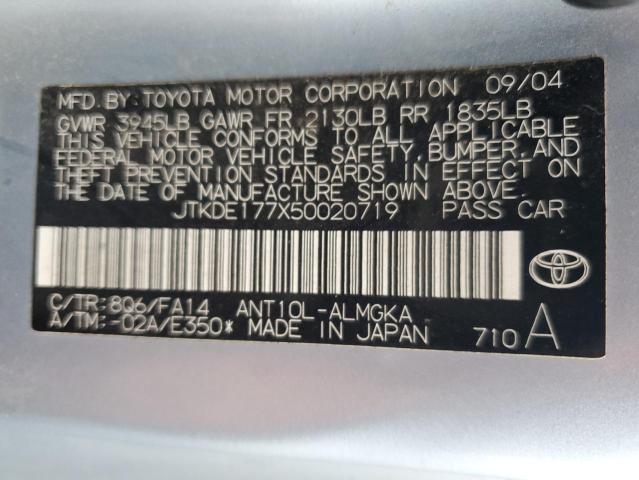 MFD.BY:TOYOTA MOTOR CORPORATION 09/04
GVWR 3945LB GAWR FR 2130LB RR 1835LB
THIS VEHICLE CONFORMS TO ALL APPLICABLE
FEDERAL MOTOR VEHICLE SAFETY,BUMPER,AND
THEFT PREVENTION STANDARDS IN EFFECT ON
THE DATE OF MANUFACTURE SHOWN ABOVE.
JTKDE177X50020719 PASS CAR
C/TR:8Q6/FA14 ANT10L-ALMGKA
A/TM:-02A/E350* MADE IN JAPAN 710 A